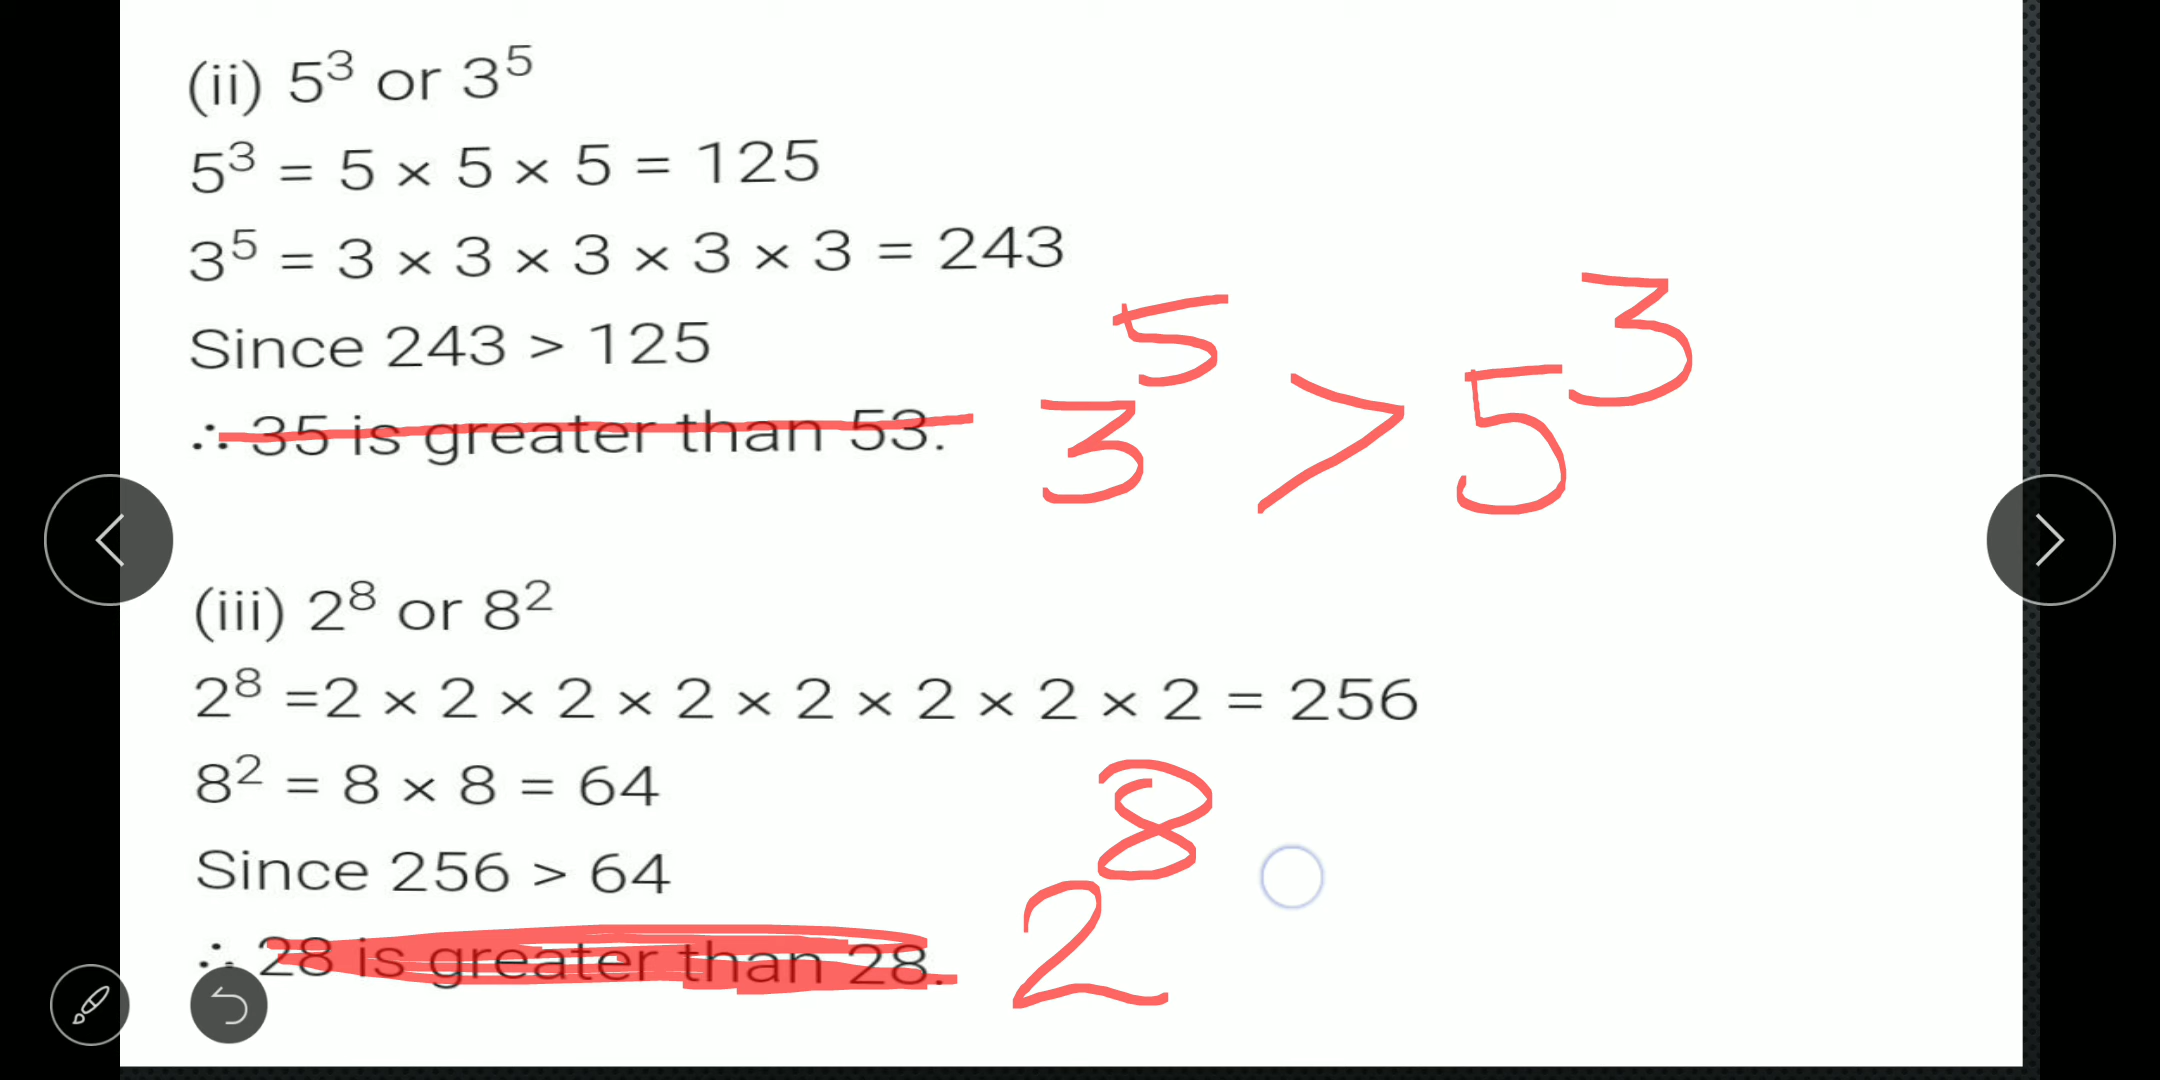 (ii) 5³ or 3⁵
5³ = 5 × 5 × 5 = 125
3⁵ = 3 × 3 × 3 × 3 × 3 = 243
Since 243 > 125
∴ 35 is greater than 53.
3⁵ > 5³
(iii) 2⁸ or 8²
2⁸ =2 × 2 × 2 × 2 × 2 × 2 × 2 × 2 = 256
8² = 8 × 8 = 64
Since 256 > 64
∴ 28 is greater than 28.
2⁸